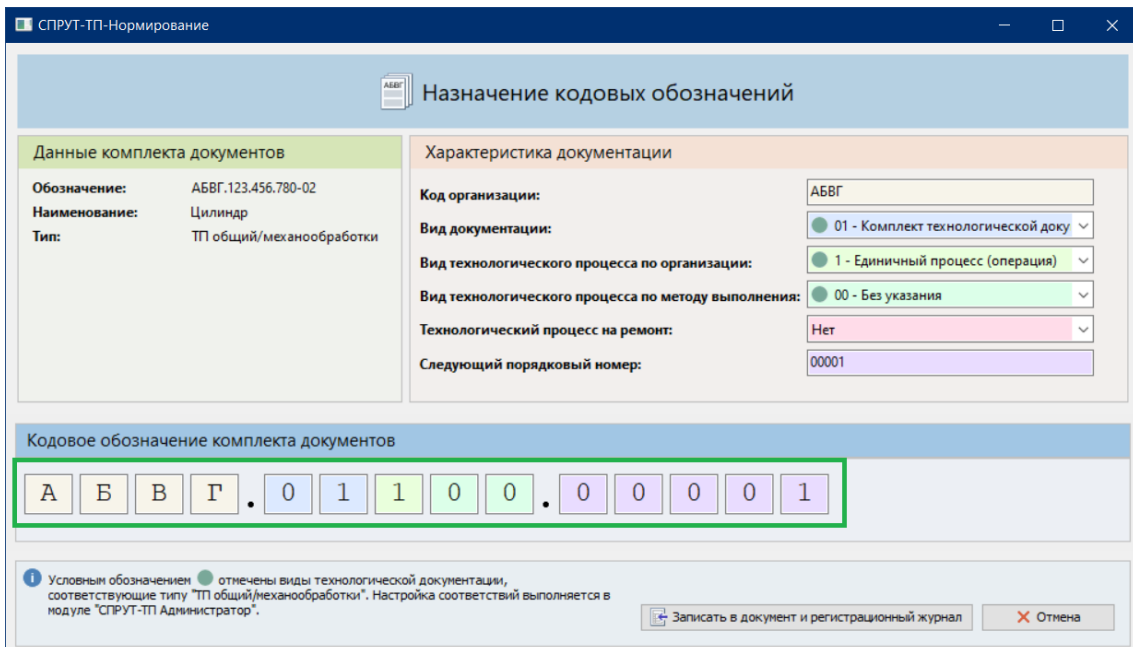 СПРУТ-ТП-Нормирование
АБВГ
Назначение кодовых обозначений
Данные комплекта документов
Обозначение: АБВГ.123.456.780-02
Наименование: Цилиндр
Тип: ТП общий/механообработки
Характеристика документации
Код организации: АБВГ
Вид документации: 01 - Комплект технологической доку
Вид технологического процесса по организации: 1 - Единичный процесс (операция)
Вид технологического процесса по методу выполнения: 00 - Без указания
Технологический процесс на ремонт: Нет
Следующий порядковый номер: 00001
Кодовое обозначение комплекта документов
А Б В Г . 0 1 1 0 0 . 0 0 0 0 1
Условным обозначением отмечены виды технологической документации,
соответствующие типу "ТП общий/механообработки". Настройка соответствий выполняется в
модуле "СПРУТ-ТП Администратор".
Записать в документ и регистрационный журнал
Отмена